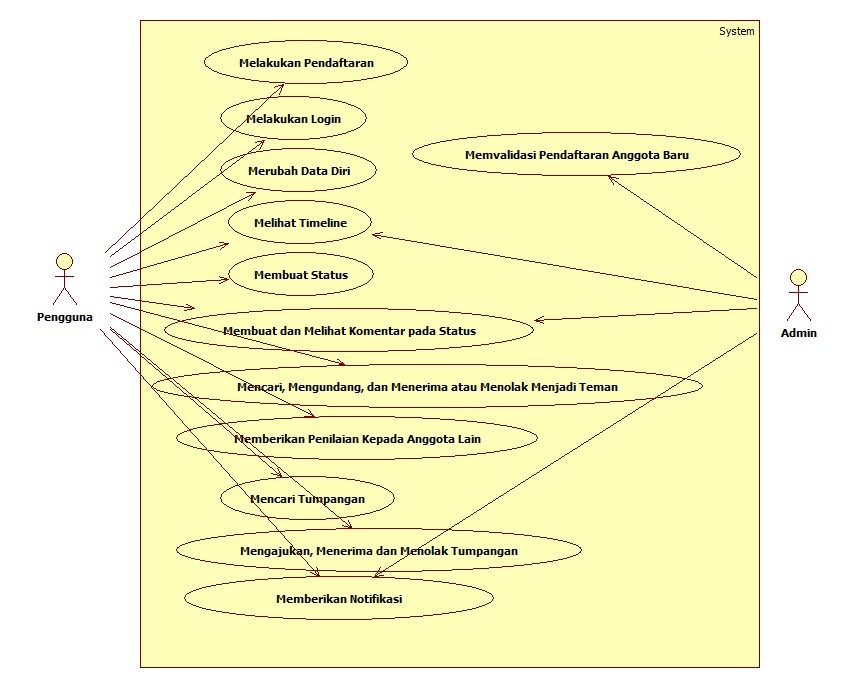 System
Melakukan Pendaftaran
Melakukan Login
Memvalidasi Pendaftaran Anggota Baru
Merubah Data Diri
Melihat Timeline
Membuat Status
Pengguna
Admin
Membuat dan Melihat Komentar pada Status
Mencari, Mengundang, dan Menerima atau Menolak Menjadi Teman
Memberikan Penilaian Kepada Anggota Lain
Mencari Tumpangan
Mengajukan, Menerima dan Menolak Tumpangan
Memberikan Notifikasi